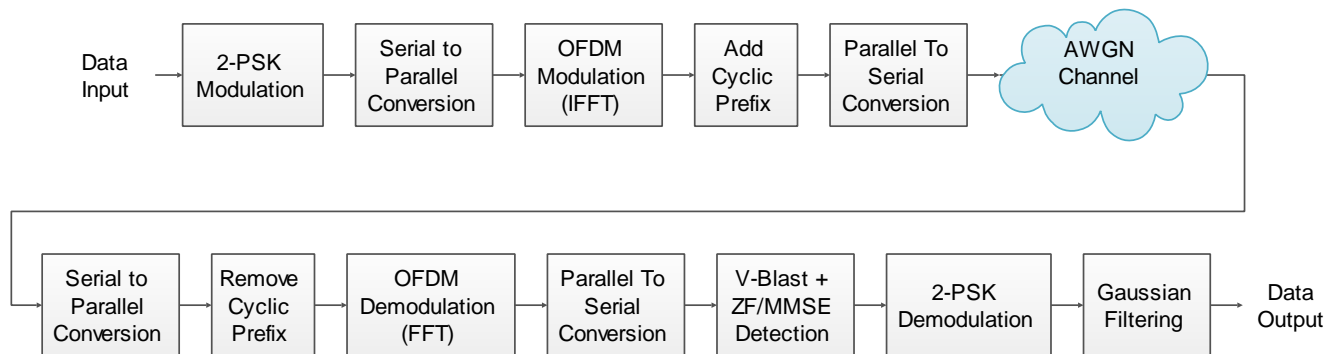 Data
Input
2-PSK
Modulation
Serial to
Parallel
Conversion
OFDM
Modulation
(IFFT)
Add
Cyclic
Prefix
Parallel To
Serial
Conversion
AWGN
Channel
Serial to
Parallel
Conversion
Remove
Cyclic
Prefix
OFDM
Demodulation
(FFT)
Parallel To
Serial
Conversion
V-Blast +
ZF/MMSE
Detection
2-PSK
Demodulation
Gaussian
Filtering
Data
Output